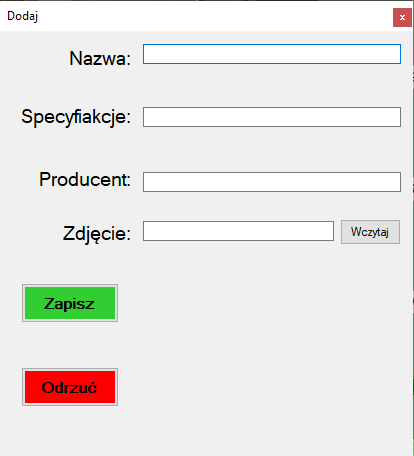 Dodaj
x
Nazwa:
Specyfiakcje:
Producent:
Zdjęcie:
Wczytaj
Zapisz
Odrzuć